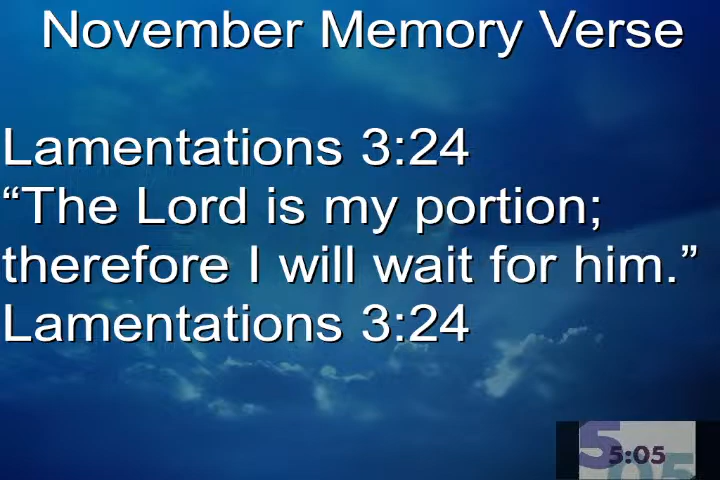 November Memory Verse
Lamentations 3:24
“The Lord is my portion;
therefore I will wait for him.”
Lamentations 3:24
5:05